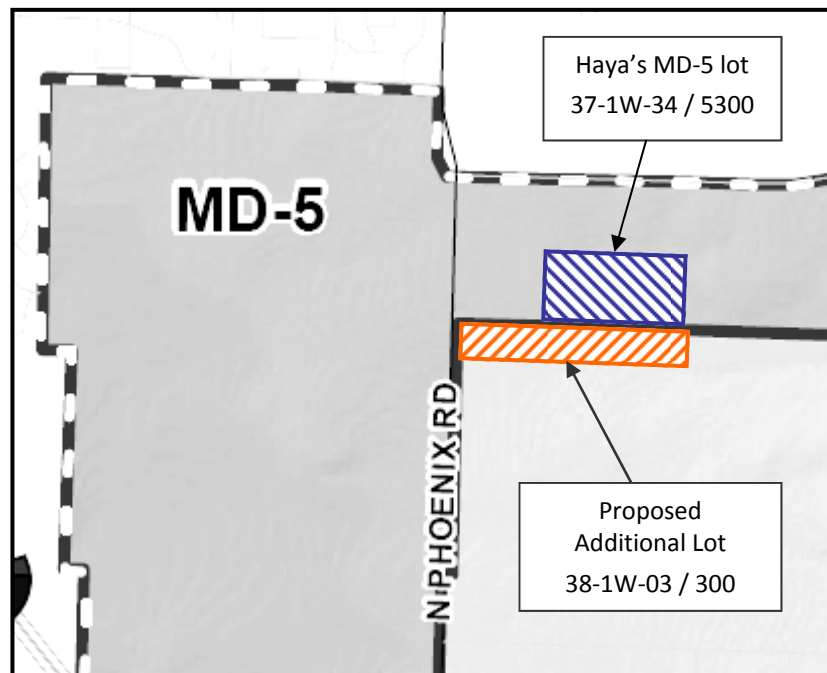 Haya’s MD-5 lot
37-1W-34 / 5300
MD-5
N PHOENIX RD
Proposed
Additional Lot
38-1W-03 / 300